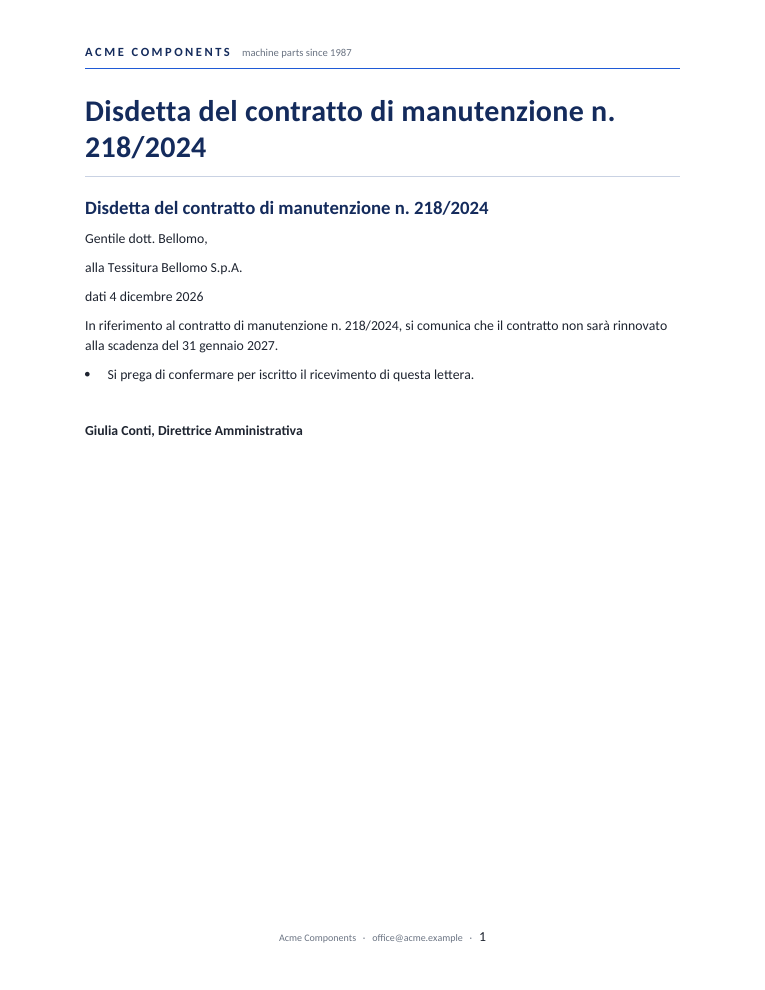 ACME COMPONENTS machine parts since 1987
Disdetta del contratto di manutenzione n.
218/2024
Disdetta del contratto di manutenzione n. 218/2024
Gentile dott. Bellomo,
alla Tessitura Bellomo S.p.A.
dati 4 dicembre 2026
In riferimento al contratto di manutenzione n. 218/2024, si comunica che il contratto non sarà rinnovato
alla scadenza del 31 gennaio 2027.
• Si prega di confermare per iscritto il ricevimento di questa lettera.
Giulia Conti, Direttrice Amministrativa
Acme Components · office@acme.example · 1